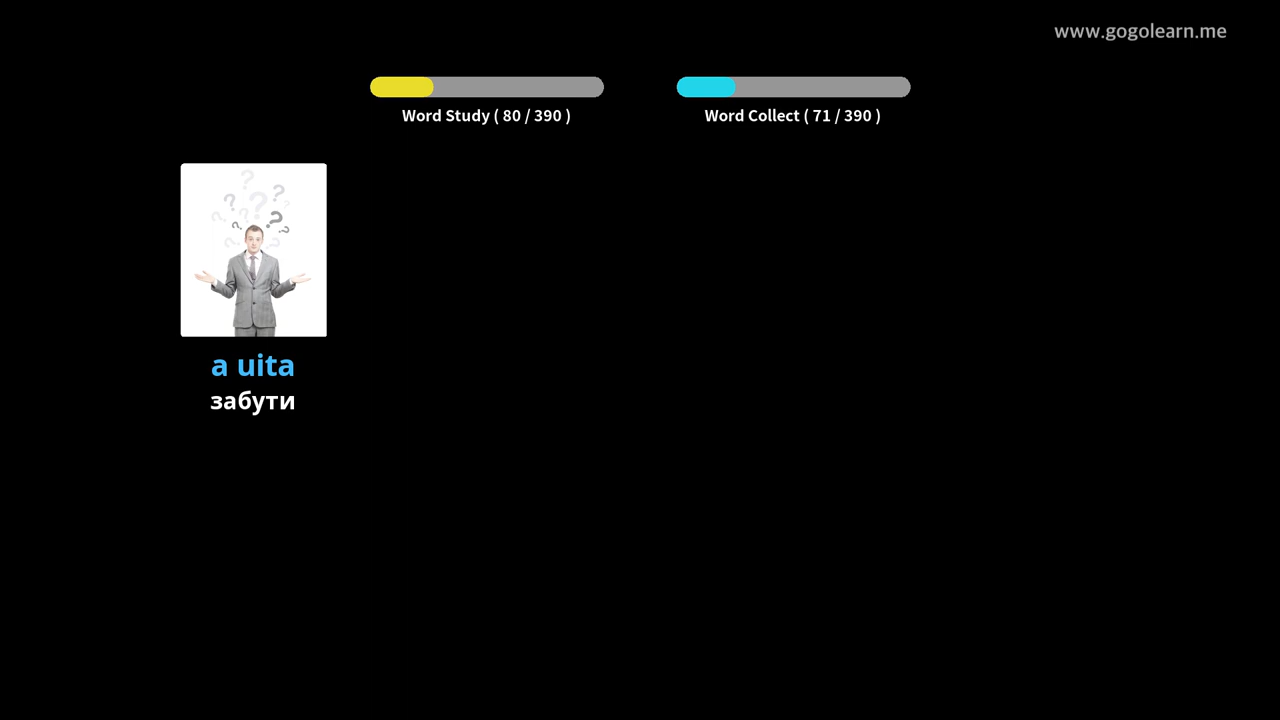 www.gogolearn.me
Word Study ( 80 / 390 )
Word Collect ( 71 / 390 )
a uita
забути